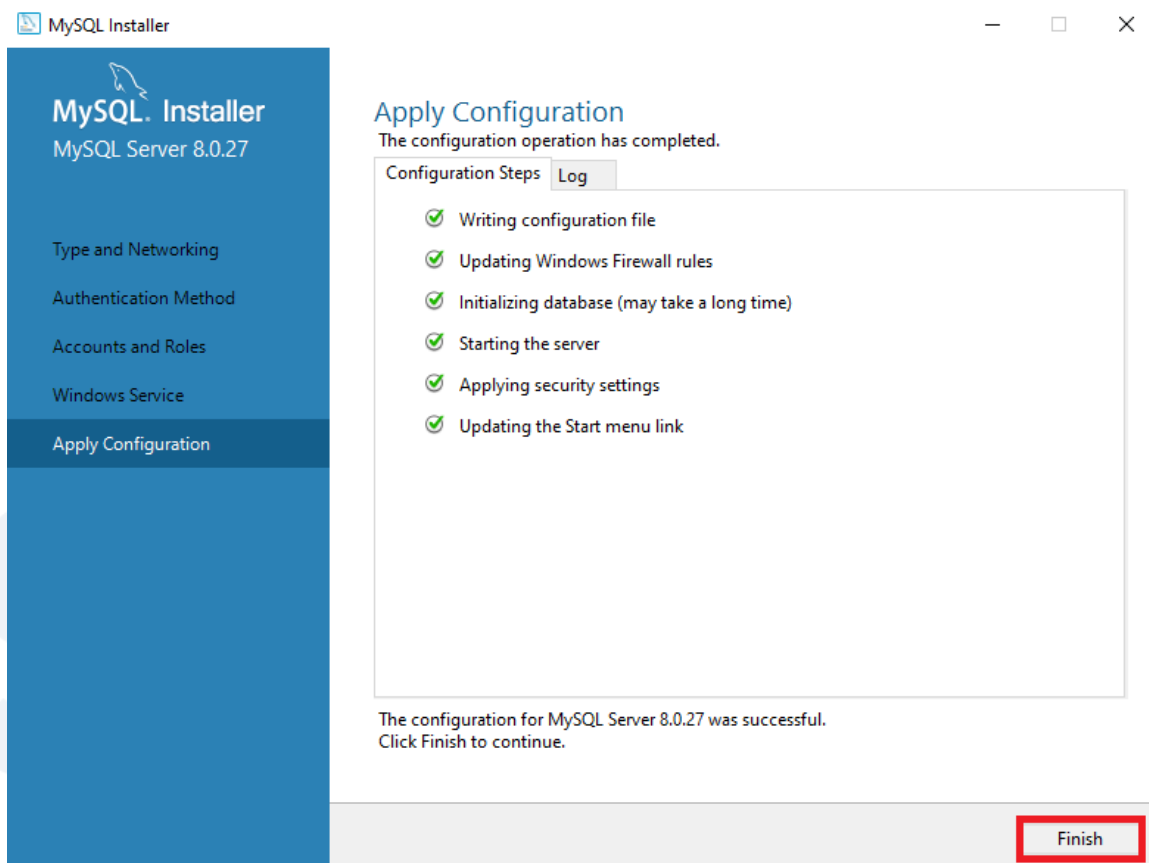 MySQL Installer
MySQL. Installer
MySQL Server 8.0.27
Type and Networking
Authentication Method
Accounts and Roles
Windows Service
Apply Configuration
Apply Configuration
The configuration operation has completed.
Configuration Steps Log
Writing configuration file
Updating Windows Firewall rules
Initializing database (may take a long time)
Starting the server
Applying security settings
Updating the Start menu link
The configuration for MySQL Server 8.0.27 was successful.
Click Finish to continue.
Finish